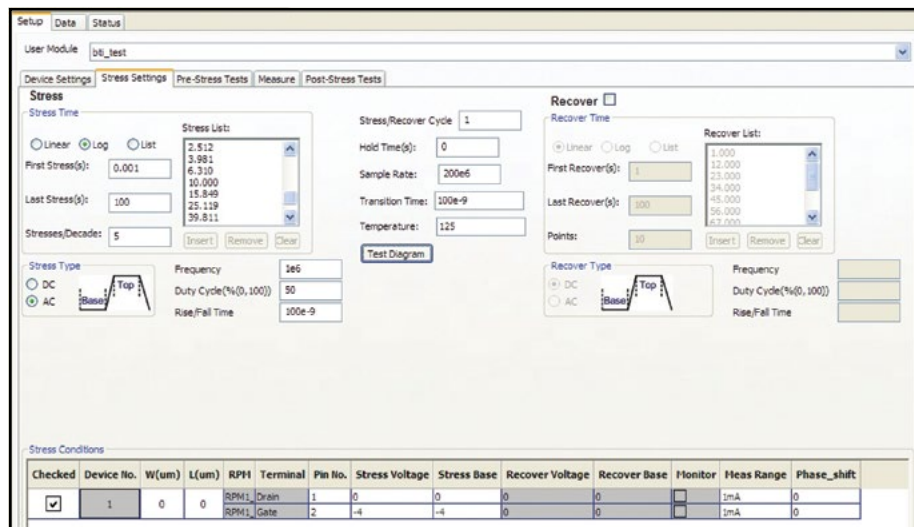 Setup Data Status
User Module bti_test
Device Settings Stress Settings Pre-Stress Tests Measure Post-Stress Tests
Stress
Stress Time
Linear Log List
First Stress(s): 0.001
Last Stress(s): 100
Stresses/Decade: 5
Stress List:
2.512
3.981
6.310
10.000
15.849
25.119
39.811
Insert Remove Clear
Stress/Recover Cycle 1
Hold Time(s): 0
Sample Rate: 200e6
Transition Time: 100e-9
Temperature: 125
Test Diagram
Recover
Recover Time
Linear Log List
First Recover(s): 1
Last Recover(s): 100
Points: 10
Recover List:
1.000
12.000
23.000
34.000
45.000
56.000
67.000
Insert Remove Clear
Stress Type
DC
AC
Base Top
Frequency 1e6
Duty Cycle(%(0,100)) 50
Rise/Fall Time 100e-9
Recover Type
DC
AC
Base Top
Frequency
Duty Cycle(%(0,100))
Rise/Fall Time
Stress Conditions
Checked Device No. W(um) L(um) RPM Terminal Pin No. Stress Voltage Stress Base Recover Voltage Recover Base Monitor Meas Range Phase_shift
1 0 0
RPM1_ Drain 1 0 0 0 0 1mA 0
RPM1_ Gate 2 -4 -4 0 0 1mA 0